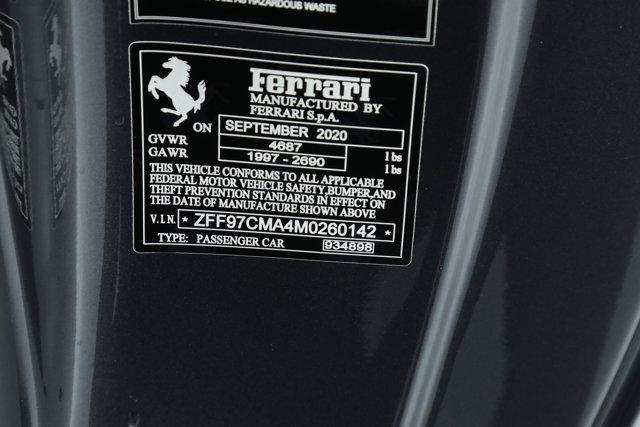 AS HAZARDOUS WASTE
Ferrari
MANUFACTURED BY
FERRARI S.p.A.
ON SEPTEMBER 2020
GVWR 4687 lbs
GAWR 1997 - 2690 lbs
THIS VEHICLE CONFORMS TO ALL APPLICABLE
FEDERAL MOTOR VEHICLE SAFETY, BUMPER, AND
THEFT PREVENTION STANDARDS IN EFFECT ON
THE DATE OF MANUFACTURE SHOWN ABOVE
V.I.N. * ZFF97CMA4M0260142 *
TYPE: PASSENGER CAR 934898